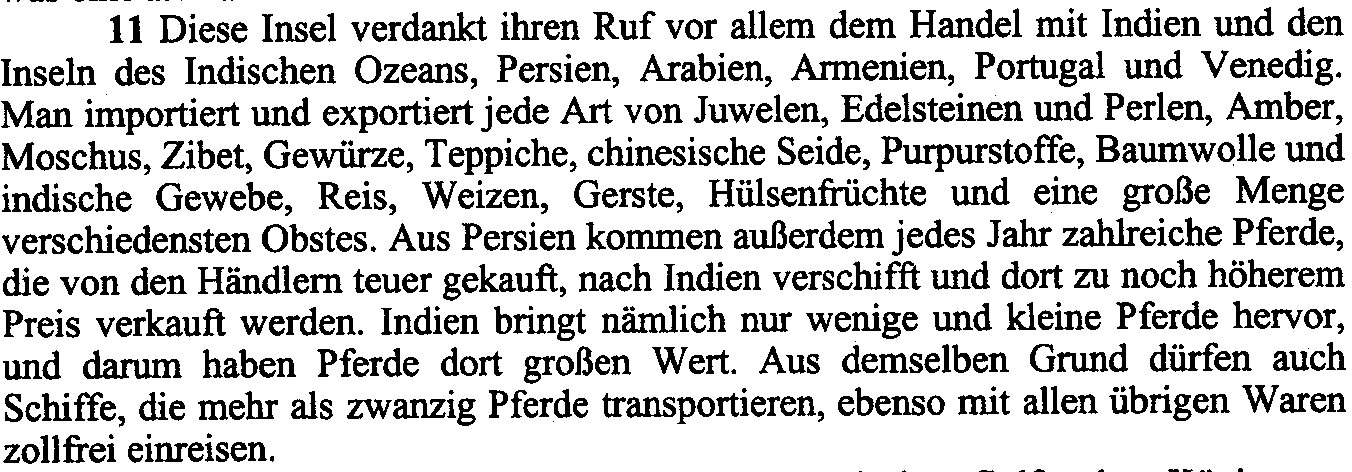 11 Diese Insel verdankt ihren Ruf vor allem dem Handel mit Indien und den
Inseln des Indischen Ozeans, Persien, Arabien, Armenien, Portugal und Venedig.
Man importiert und exportiert jede Art von Juwelen, Edelsteinen und Perlen, Amber,
Moschus, Zibet, Gewürze, Teppiche, chinesische Seide, Purpurstoffe, Baumwolle und
indische Gewebe, Reis, Weizen, Gerste, Hülsenfrüchte und eine große Menge
verschiedensten Obstes. Aus Persien kommen außerdem jedes Jahr zahlreiche Pferde,
die von den Händlern teuer gekauft, nach Indien verschifft und dort zu noch höherem
Preis verkauft werden. Indien bringt nämlich nur wenige und kleine Pferde hervor,
und darum haben Pferde dort großen Wert. Aus demselben Grund dürfen auch
Schiffe, die mehr als zwanzig Pferde transportieren, ebenso mit allen übrigen Waren
zollfrei einreisen.